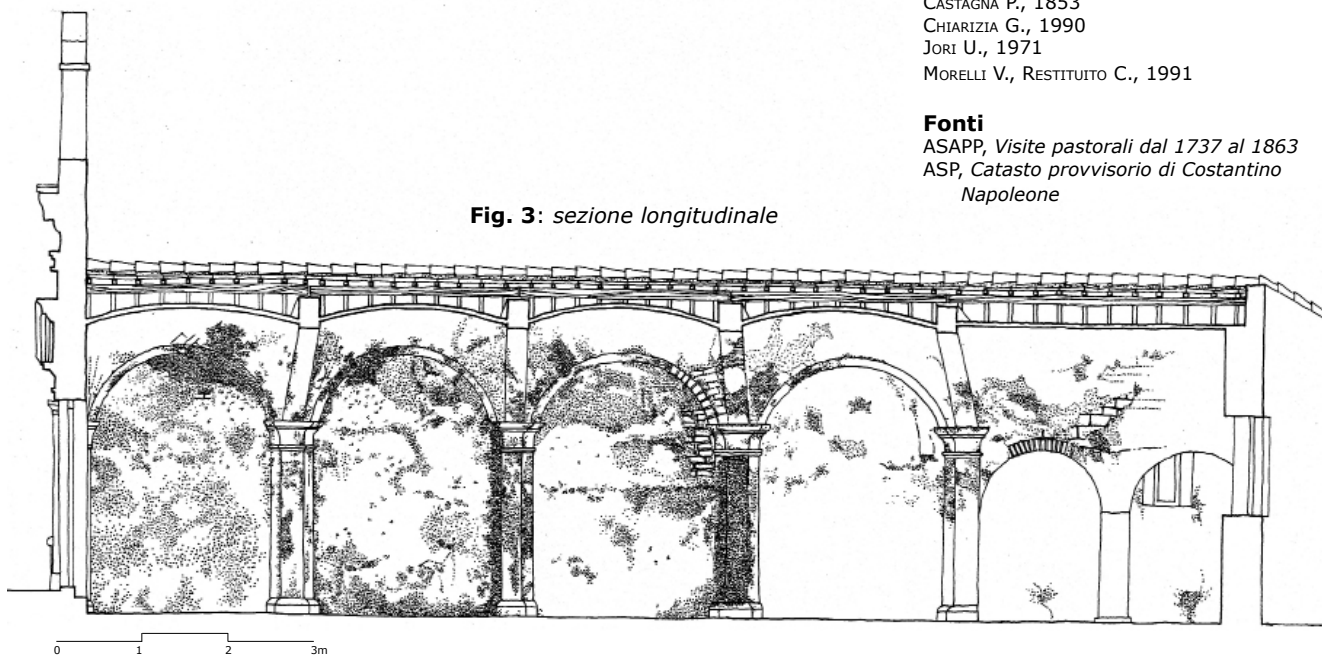 CASTAGNA P., 1853
CHIARIZIA G., 1990
JORI U., 1971
MORELLI V., RESTITUITO C., 1991
Fonti
ASAPP, Visite pastorali dal 1737 al 1863
ASP, Catasto provvisorio di Costantino
Napoleone
Fig. 3: sezione longitudinale
0 1 2 3m